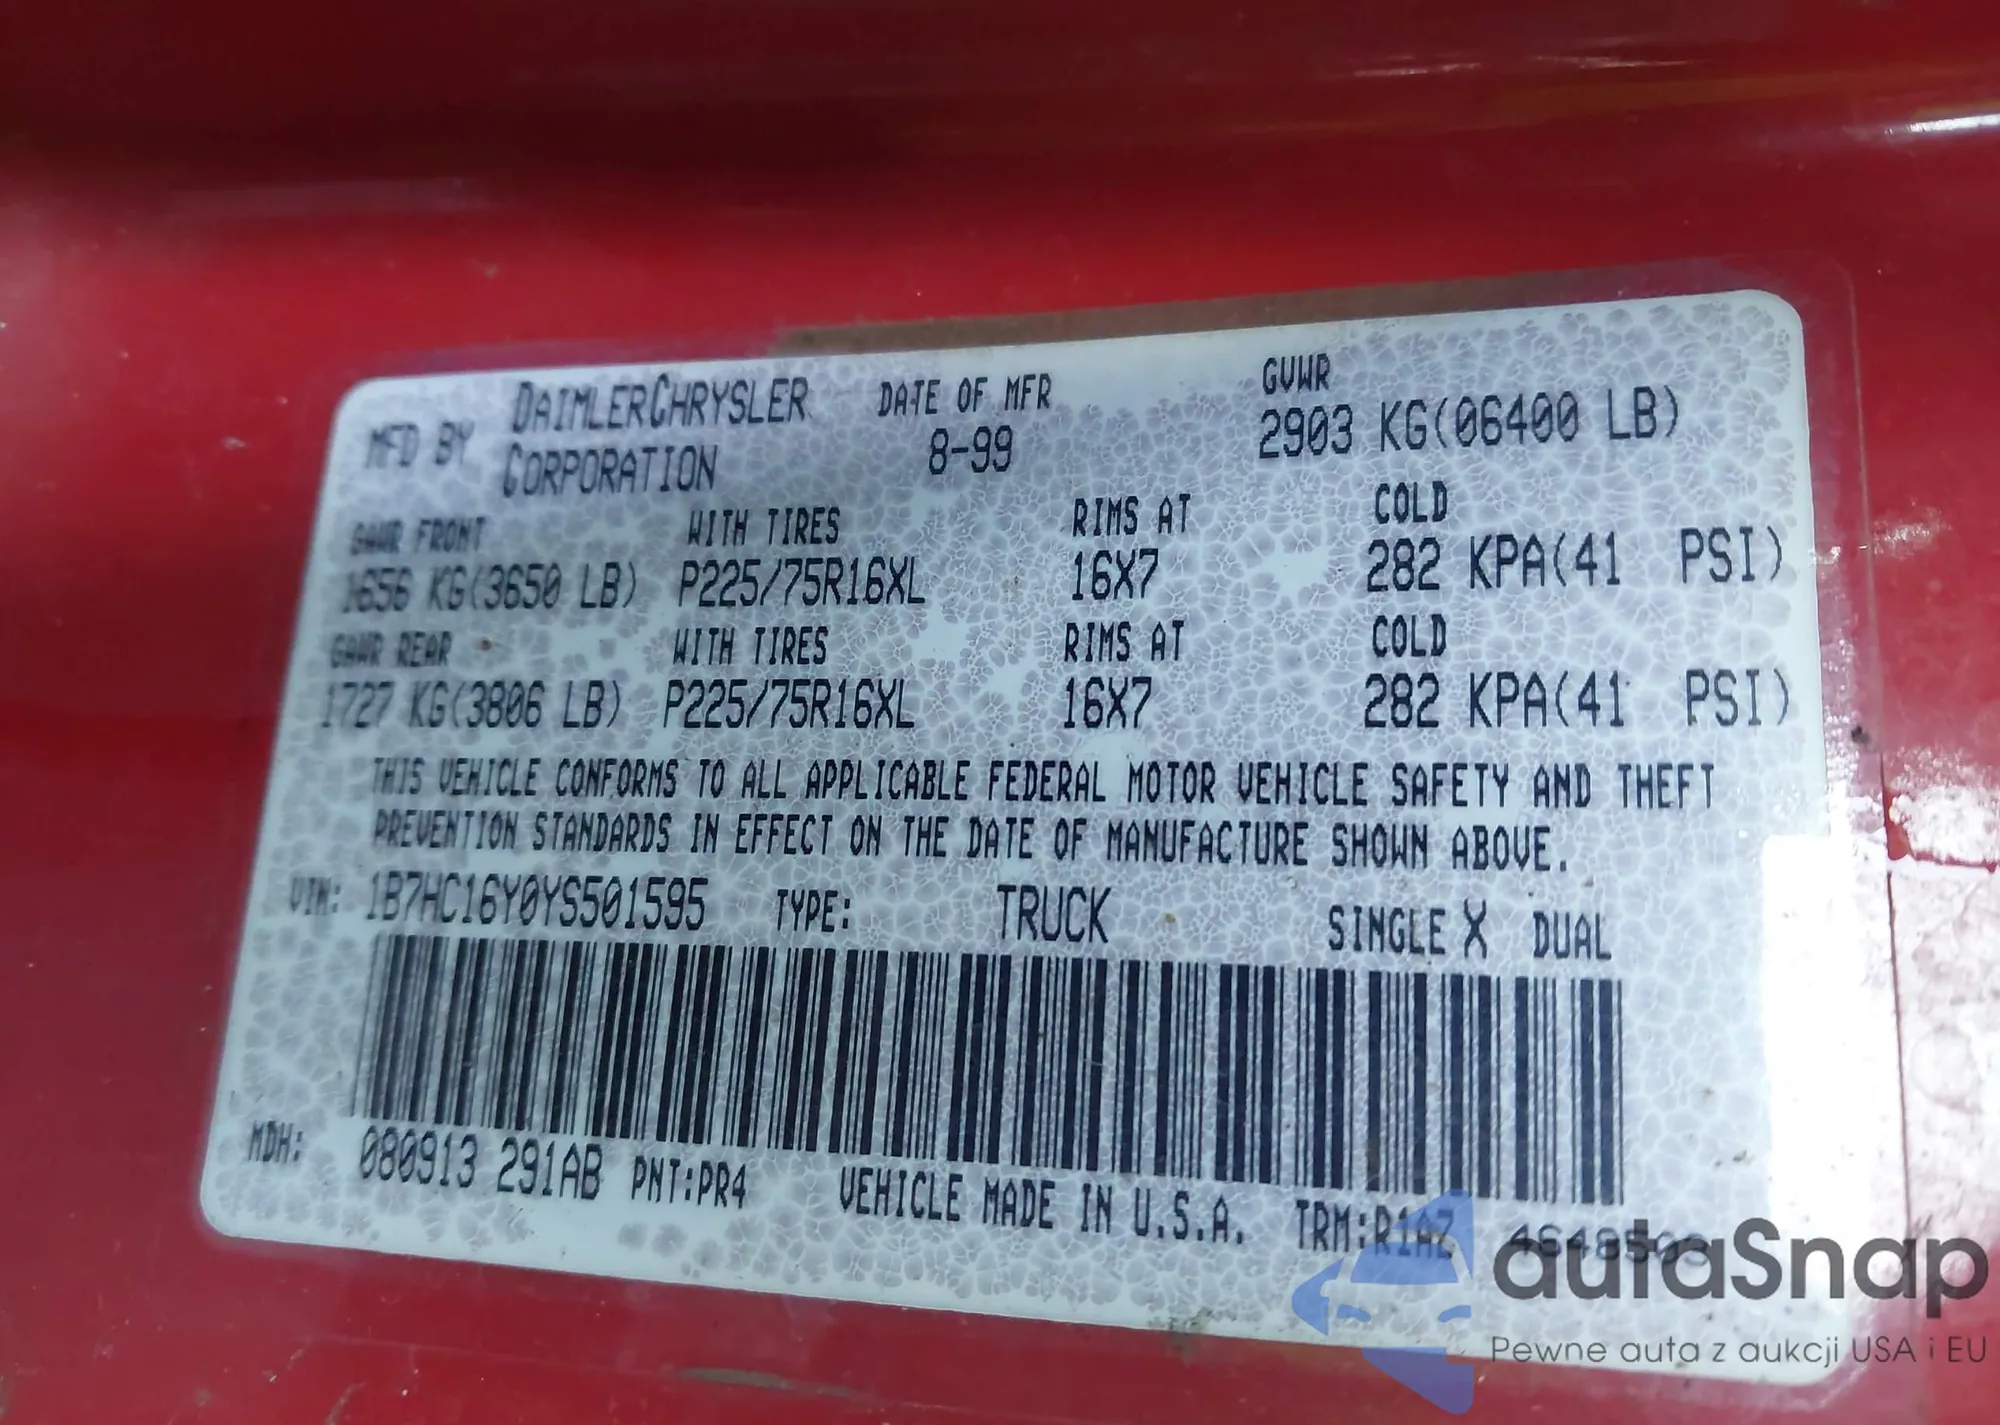 MFD BY DAIMLERCHRYSLER CORPORATION DATE OF MFR 8-99 GVWR 2903 KG(06400 LB)
GAWR FRONT WITH TIRES RIMS AT COLD
1656 KG(3650 LB) P225/75R16XL 16X7 282 KPA(41 PSI)
GAWR REAR WITH TIRES RIMS AT COLD
1727 KG(3806 LB) P225/75R16XL 16X7 282 KPA(41 PSI)
THIS VEHICLE CONFORMS TO ALL APPLICABLE FEDERAL MOTOR VEHICLE SAFETY AND THEFT
PREVENTION STANDARDS IN EFFECT ON THE DATE OF MANUFACTURE SHOWN ABOVE.
VIN: 1B7HC16Y0YS501595 TYPE: TRUCK SINGLE X DUAL
MDH: 080913 291AB PNT:PR4 VEHICLE MADE IN U.S.A. TRM:R1AZ
autaSnap
Pewne auta z aukcji USA i EU